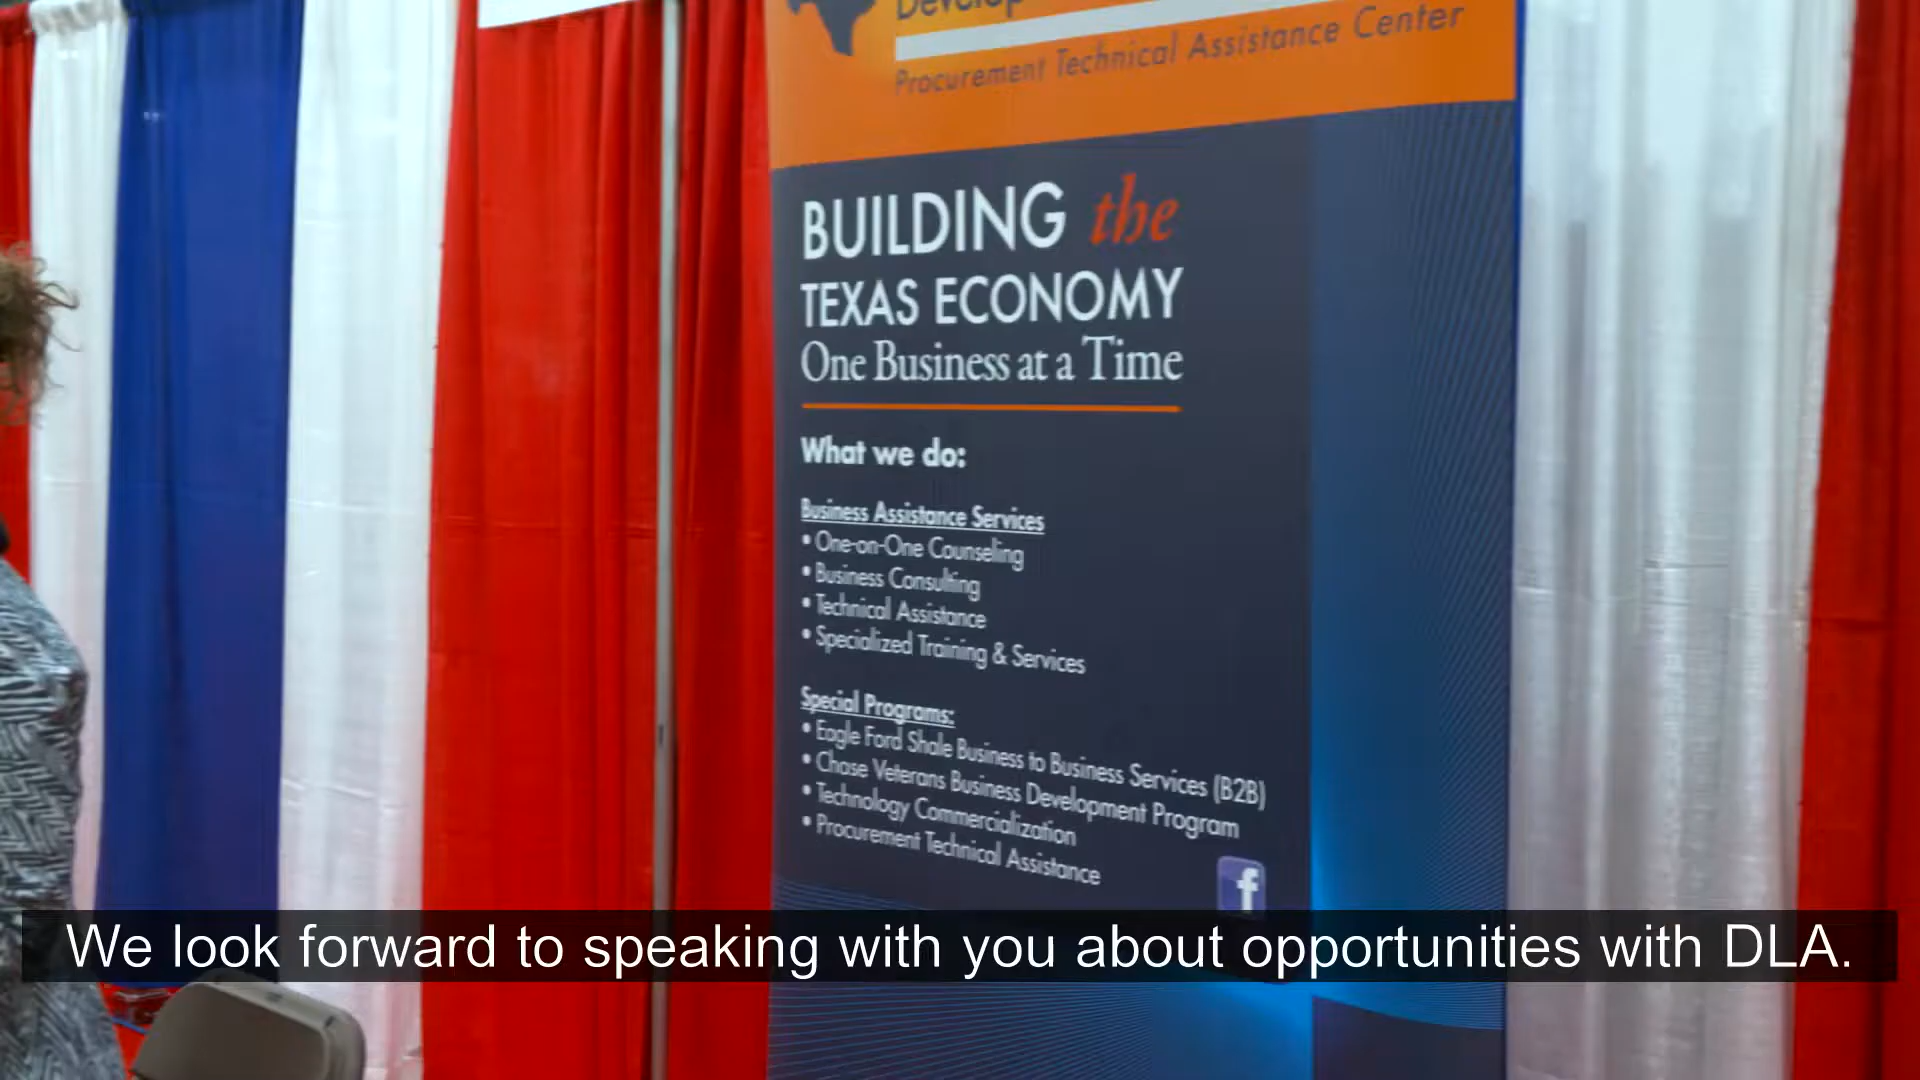 Procurement Technical Assistance Center
BUILDING the
TEXAS ECONOMY
One Business at a Time
What we do:
Business Assistance Services
• One-on-One Counseling
• Business Consulting
• Technical Assistance
• Specialized Training & Services
Special Programs:
• Eagle Ford Shale Business to Business Services (B2B)
• Chase Veterans Business Development Program
• Technology Commercialization
• Procurement Technical Assistance
f
We look forward to speaking with you about opportunities with DLA.